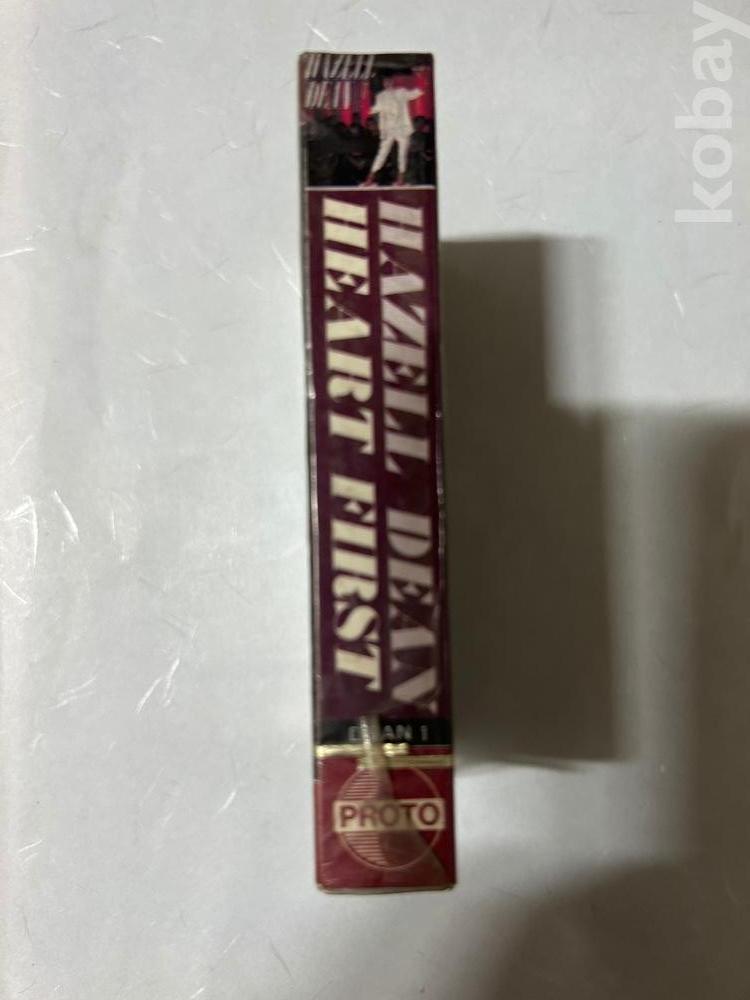 HAZELL
DEAN
HAZELL DEAN
HEART FIRST
DEAN 1
PROTO
kobay